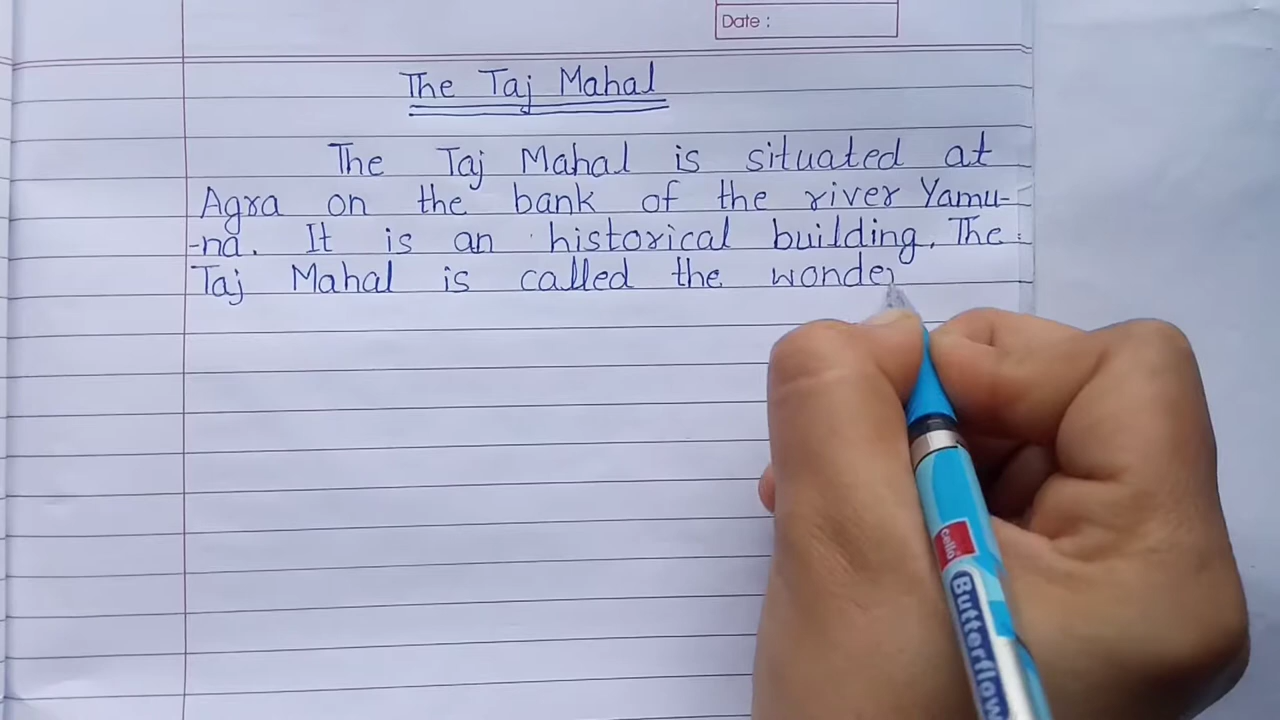 Date :
The Taj Mahal
The Taj Mahal is situated at
Agra on the bank of the river Yamu-
-na. It is an historical building. The
Taj Mahal is called the wonder
cello
Butterflow